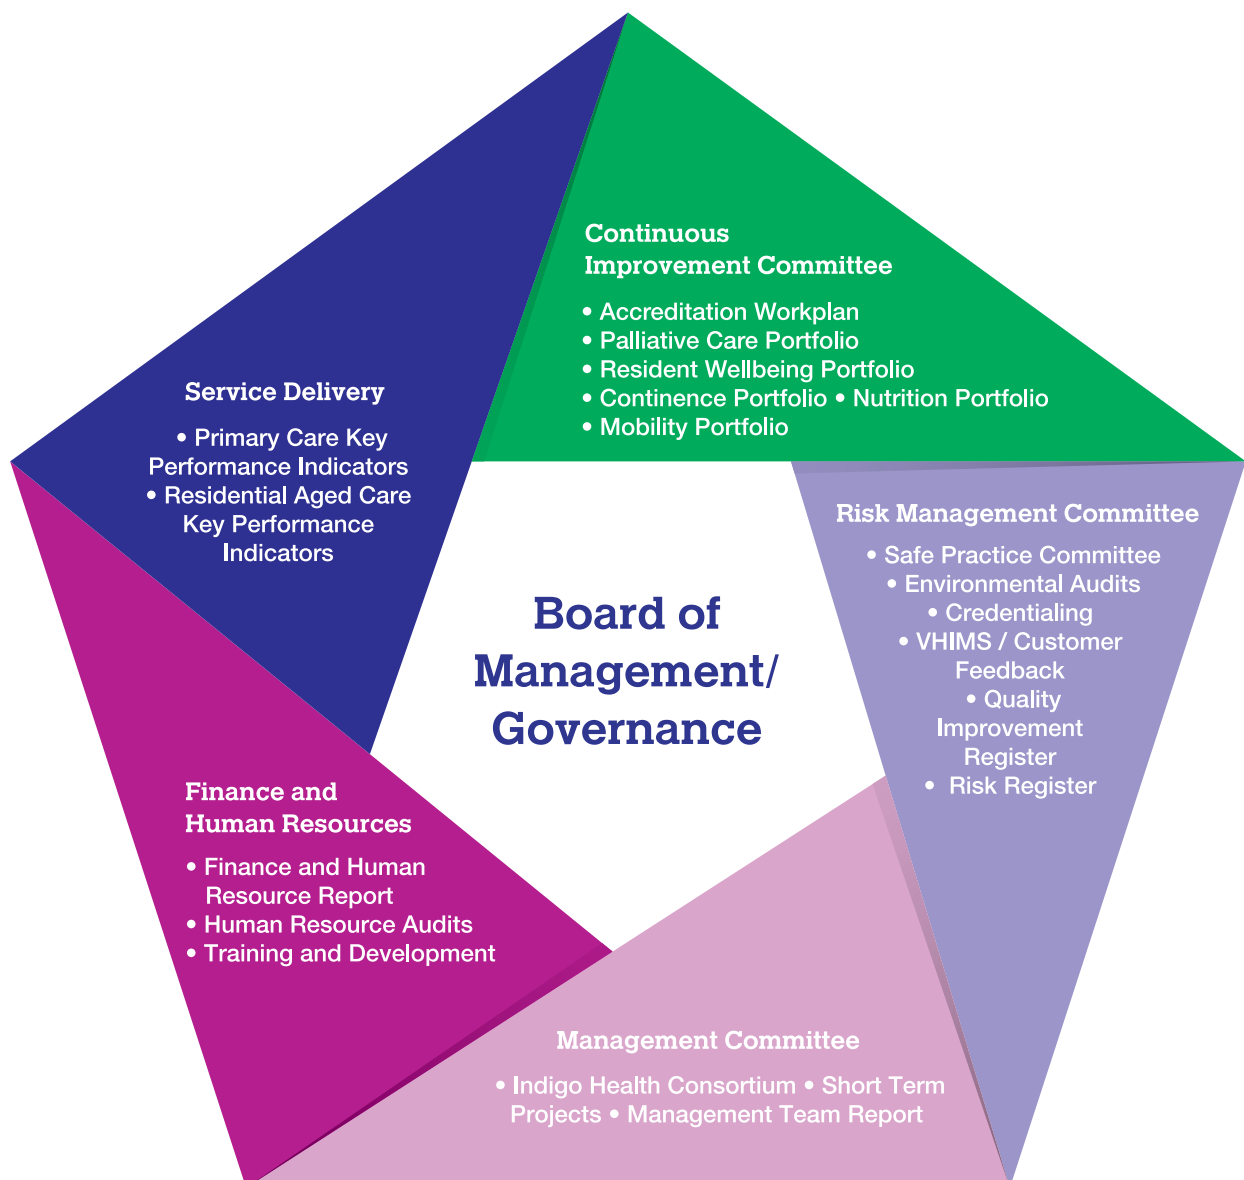 Continuous
Improvement Committee
• Accreditation Workplan
• Palliative Care Portfolio
• Resident Wellbeing Portfolio
• Continence Portfolio • Nutrition Portfolio
• Mobility Portfolio
Service Delivery
• Primary Care Key
Performance Indicators
• Residential Aged Care
Key Performance
Indicators
Board of
Management/
Governance
Risk Management Committee
• Safe Practice Committee
• Environmental Audits
• Credentialing
• VHIMS / Customer
Feedback
• Quality
Improvement
Register
• Risk Register
Finance and
Human Resources
• Finance and Human
Resource Report
• Human Resource Audits
• Training and Development
Management Committee
• Indigo Health Consortium • Short Term
Projects • Management Team Report